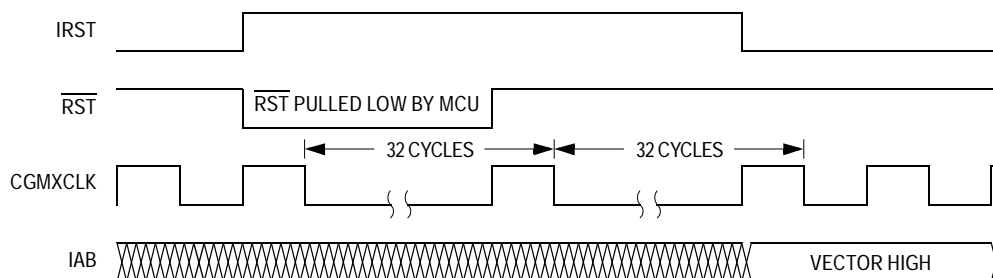 IRST
RST
RST PULLED LOW BY MCU
32 CYCLES
32 CYCLES
CGMXCLK
IAB
VECTOR HIGH